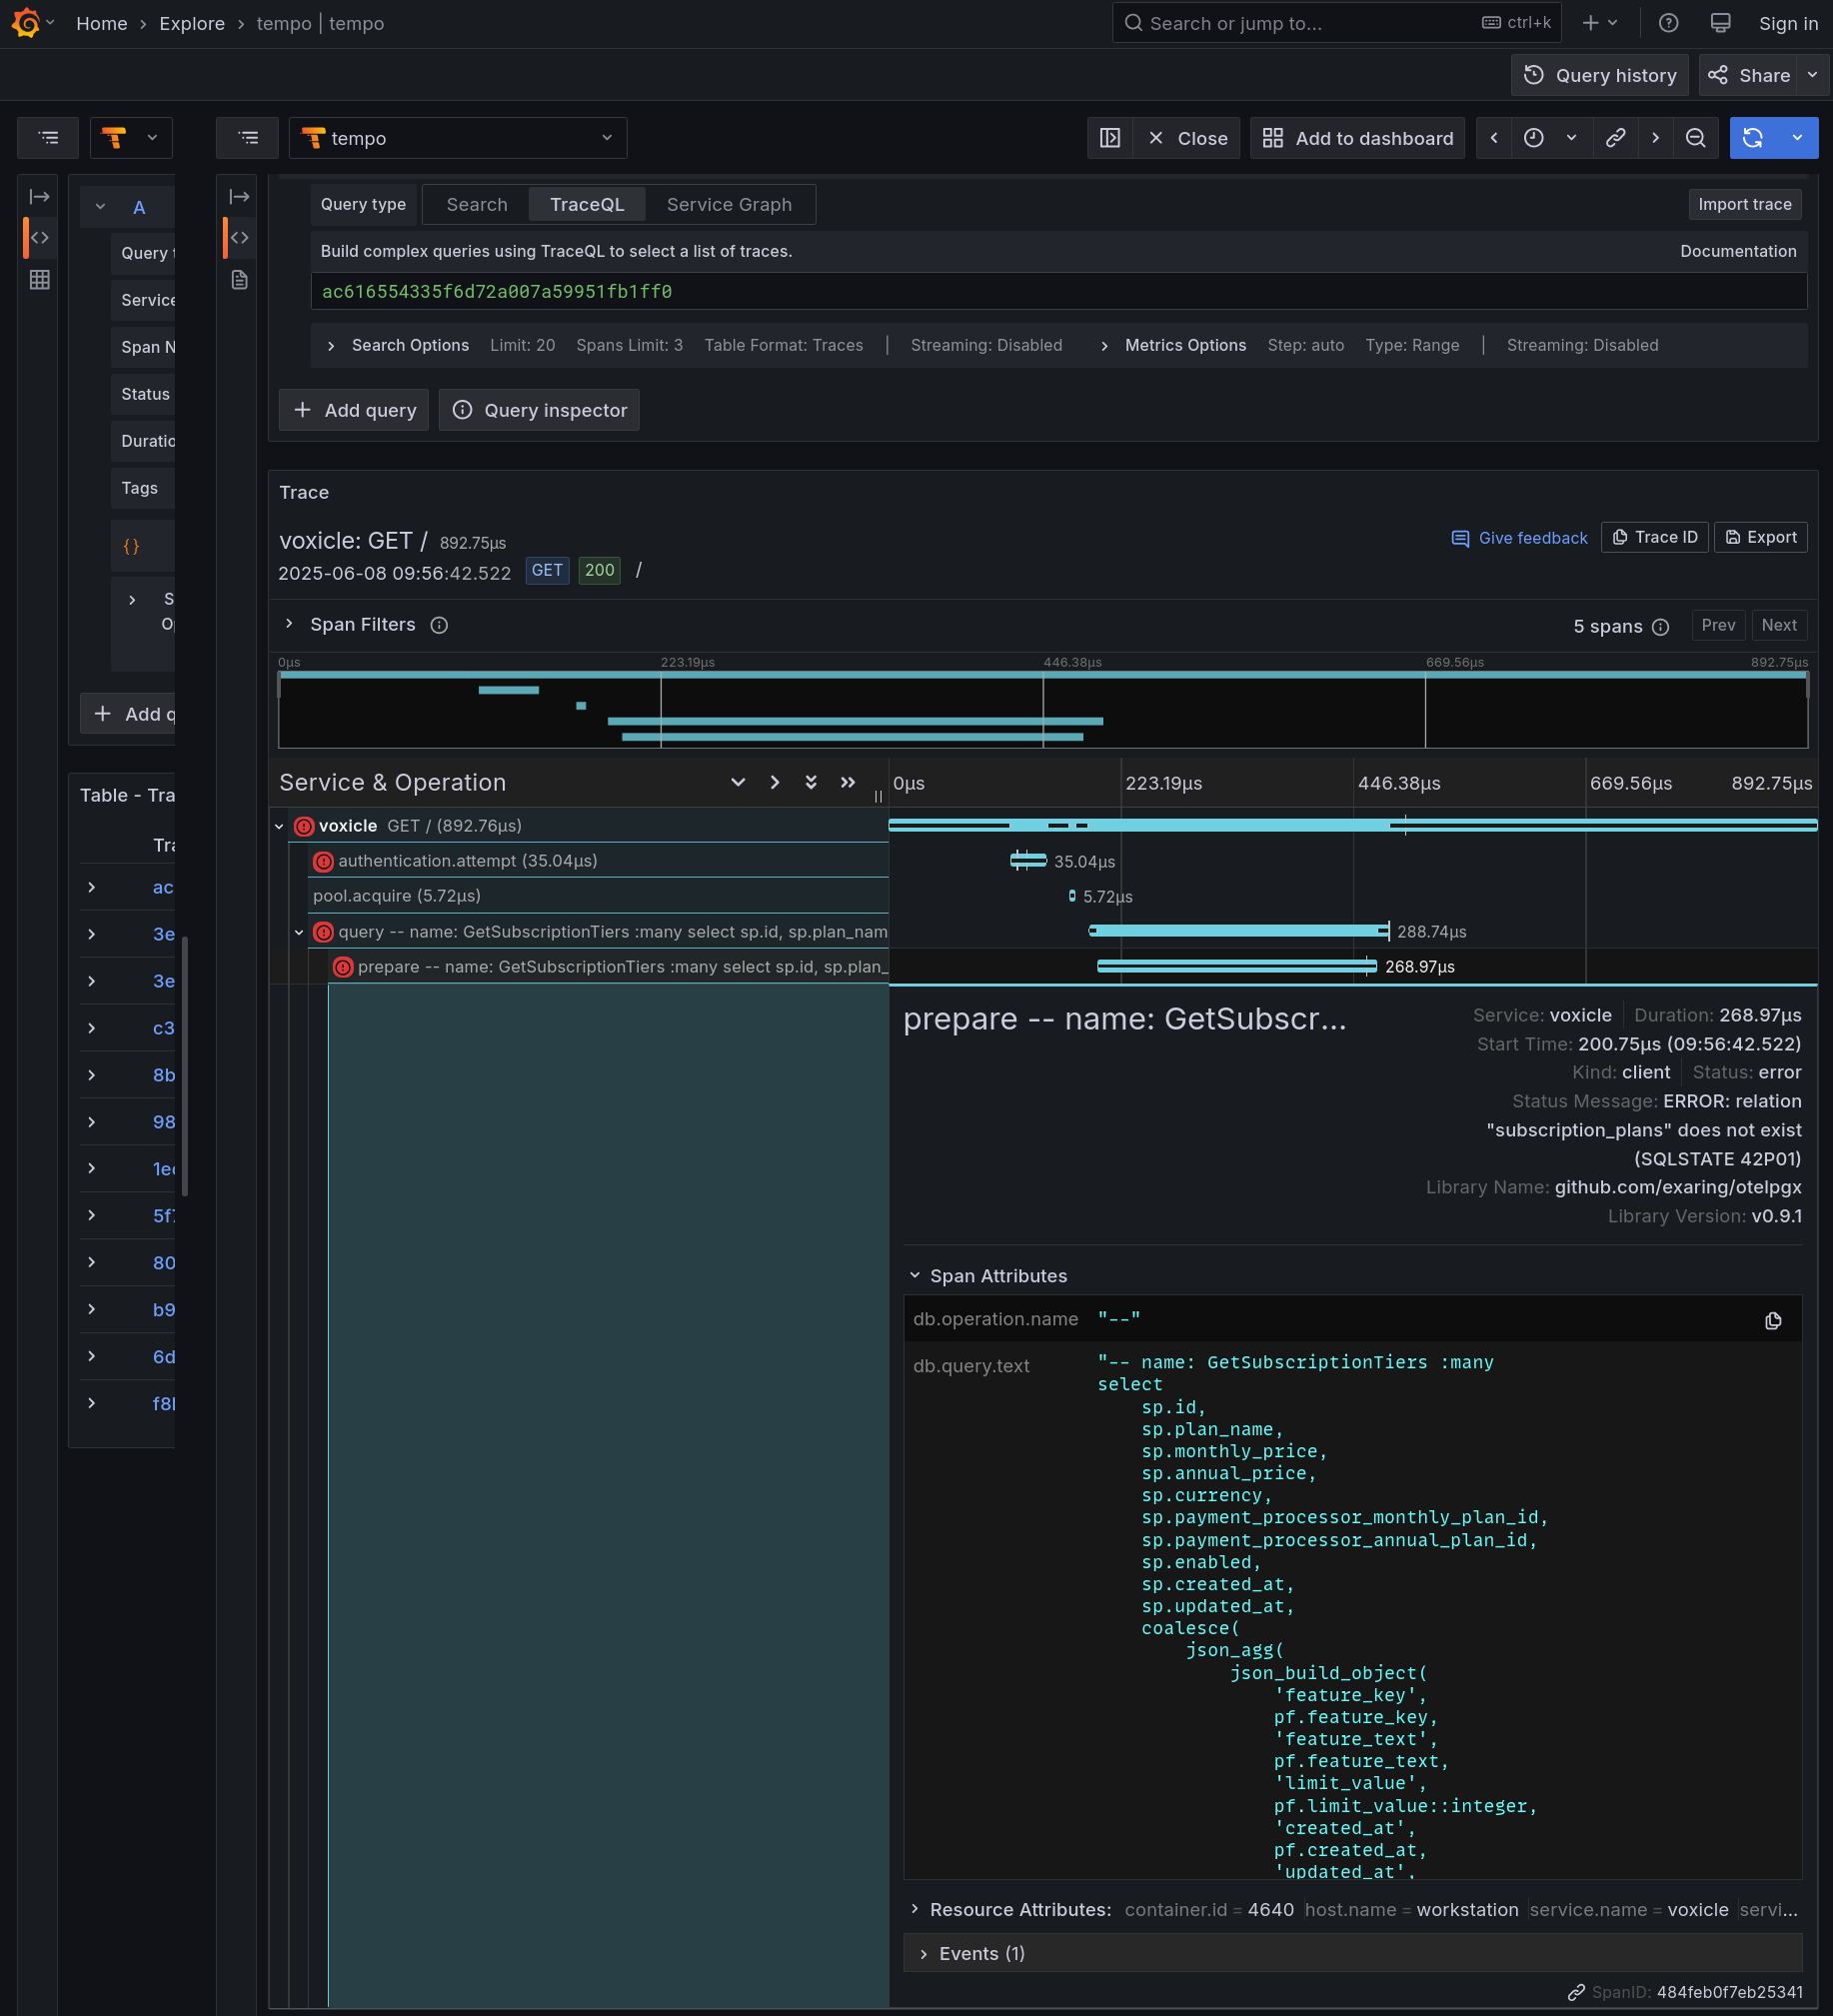 Home › Explore › tempo | tempo
Search or jump to...
ctrl+k
Sign in
Query history
Share
tempo
Close
Add to dashboard
A
Query t
Service
Span N
Status
Duratio
Tags
{}
S
Op
Add q
Table - Tra
Tra
ac
3e
3e
c3
8b
98
1e
5f7
80
b9
6d
f8
Query type
Search
TraceQL
Service Graph
Import trace
Build complex queries using TraceQL to select a list of traces.
Documentation
ac616554335f6d72a007a59951fb1ff0
Search Options Limit: 20 Spans Limit: 3 Table Format: Traces | Streaming: Disabled
Metrics Options Step: auto Type: Range | Streaming: Disabled
Add query
Query inspector
Trace
voxicle: GET / 892.75μs
Give feedback
Trace ID
Export
2025-06-08 09:56:42.522 GET 200 /
Span Filters
5 spans
Prev
Next
0μs 223.19μs 446.38μs 669.56μs 892.75μs
Service & Operation
0μs 223.19μs 446.38μs 669.56μs 892.75μs
voxicle GET / (892.76μs)
authentication.attempt (35.04μs) 35.04μs
pool.acquire (5.72μs) 5.72μs
query -- name: GetSubscriptionTiers :many select sp.id, sp.plan_nam 288.74μs
prepare -- name: GetSubscriptionTiers :many select sp.id, sp.plan_ 268.97μs
prepare -- name: GetSubscr...
Service: voxicle | Duration: 268.97μs
Start Time: 200.75μs (09:56:42.522)
Kind: client | Status: error
Status Message: ERROR: relation
"subscription_plans" does not exist
(SQLSTATE 42P01)
Library Name: github.com/exaring/otelpgx
Library Version: v0.9.1
Span Attributes
db.operation.name "--"
db.query.text "-- name: GetSubscriptionTiers :many
select
sp.id,
sp.plan_name,
sp.monthly_price,
sp.annual_price,
sp.currency,
sp.payment_processor_monthly_plan_id,
sp.payment_processor_annual_plan_id,
sp.enabled,
sp.created_at,
sp.updated_at,
coalesce(
json_agg(
json_build_object(
'feature_key',
pf.feature_key,
'feature_text',
pf.feature_text,
'limit_value',
pf.limit_value::integer,
'created_at',
pf.created_at,
'updated_at',
Resource Attributes: container.id = 4640 | host.name = workstation | service.name = voxicle | servi...
Events (1)
SpanID: 484feb0f7eb25341